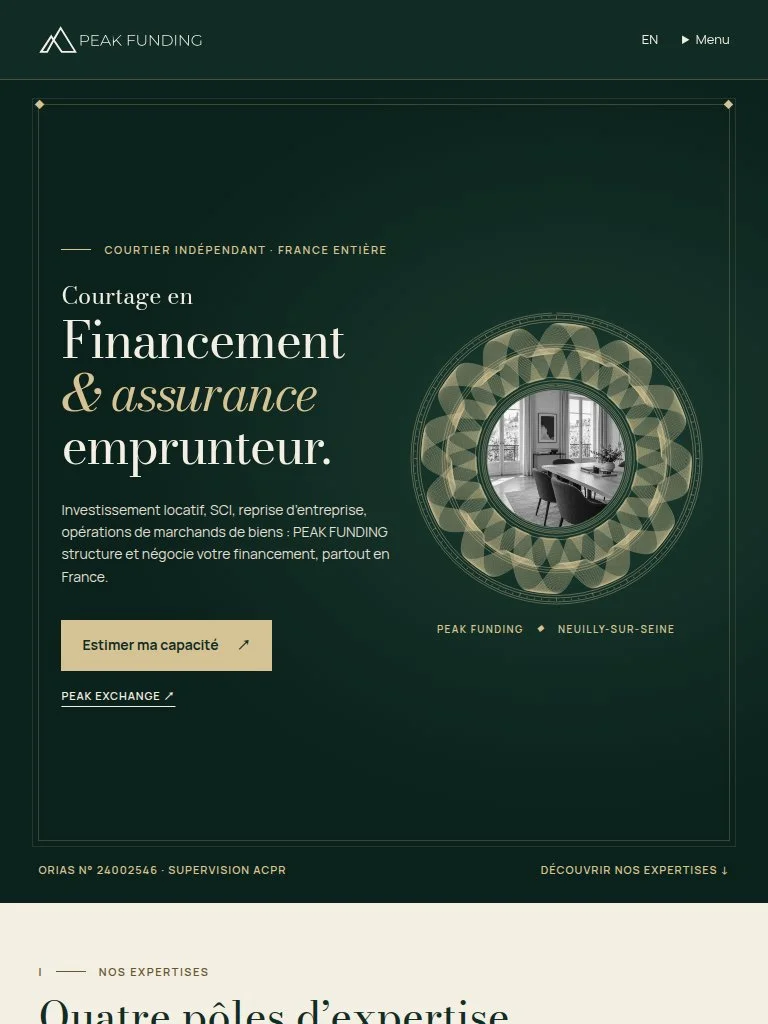 PEAK FUNDING
EN ▶ Menu
COURTIER INDÉPENDANT · FRANCE ENTIÈRE
Courtage en
Financement
& assurance
emprunteur.
Investissement locatif, SCI, reprise d’entreprise,
opérations de marchands de biens : PEAK FUNDING
structure et négocie votre financement, partout en
France.
Estimer ma capacité ↗
PEAK EXCHANGE ↗
PEAK FUNDING ◆ NEUILLY-SUR-SEINE
ORIAS N° 24002546 · SUPERVISION ACPR
DÉCOUVRIR NOS EXPERTISES ↓
I — NOS EXPERTISES
Quatre pôles d’expertise